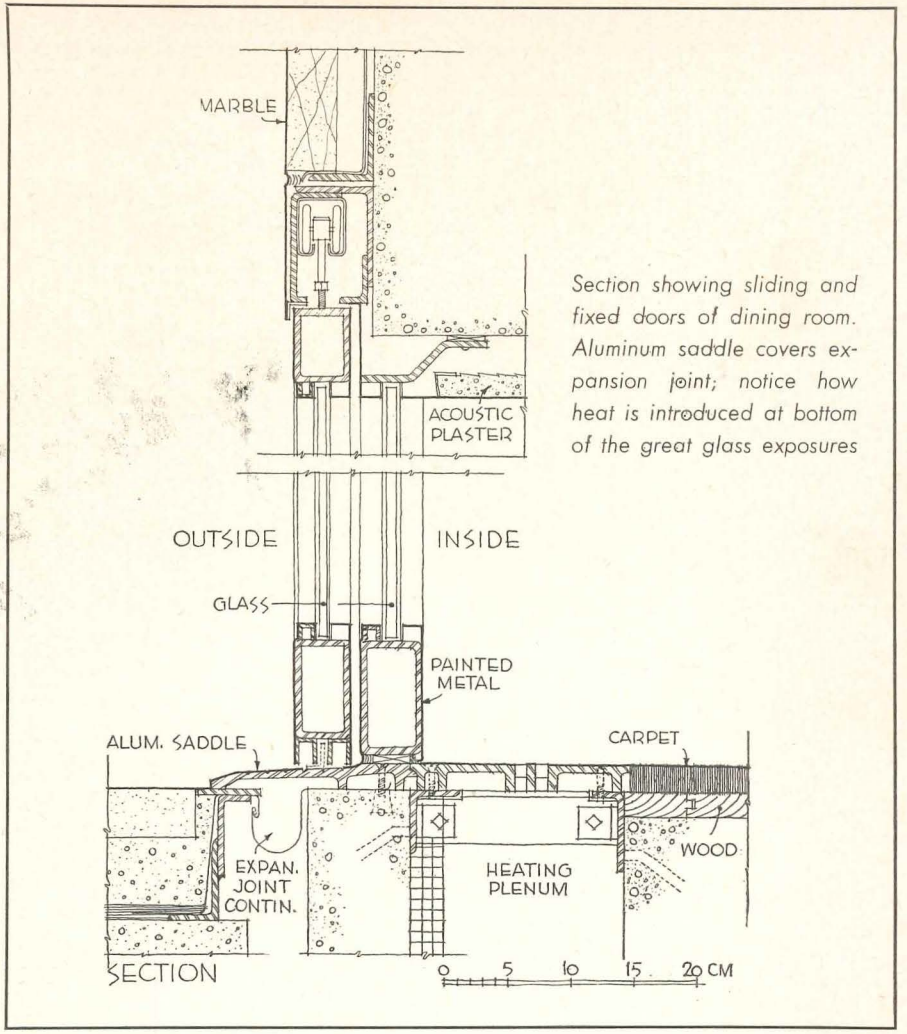 MARBLE
Section showing sliding and
fixed doors of dining room.
Aluminum saddle covers ex-
pansion joint; notice how
heat is introduced at bottom
of the great glass exposures
ACOUSTIC
PLASTER
OUTSIDE
INSIDE
GLASS
PAINTED
METAL
ALUM. SADDLE
CARPET
EXPAN.
JOINT
CONTIN.
HEATING
PLENUM
WOOD
SECTION
0 5 10 15 20 CM